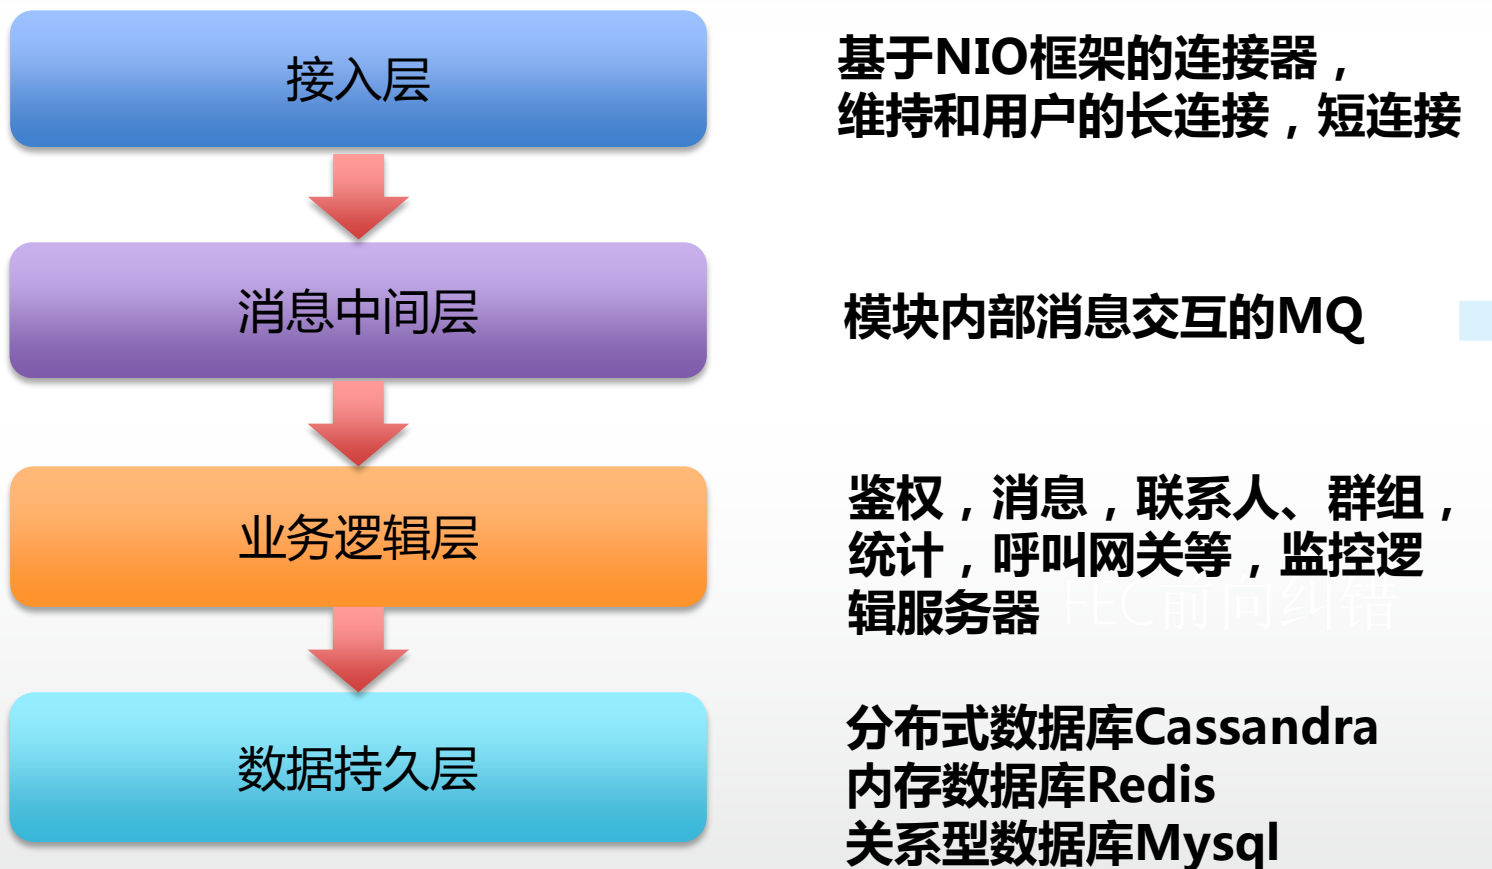 接入层
基于NIO框架的连接器，
维持和用户的长连接，短连接
消息中间层
模块内部消息交互的MQ
业务逻辑层
鉴权，消息，联系人、群组，
统计，呼叫网关等，监控逻
辑服务器
FEC前向纠错
数据持久层
分布式数据库Cassandra
内存数据库Redis
关系型数据库Mysql